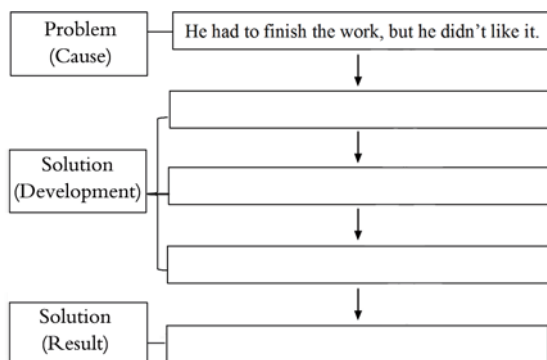 Problem
(Cause)
He had to finish the work, but he didn't like it.
Solution
(Development)
Solution
(Result)